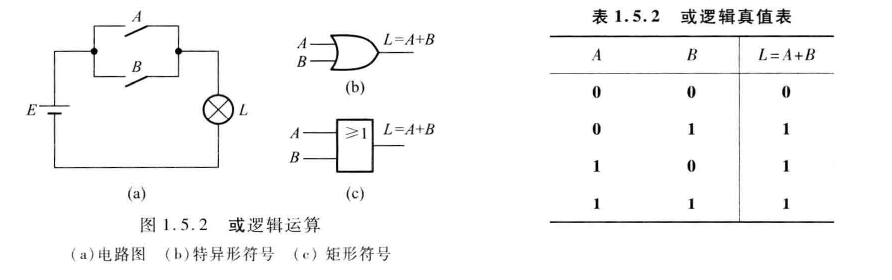 A
B
E
L
(a)
A
B
L=A+B
(b)
A
B
≥1
L=A+B
(c)
图 1.5.2 或逻辑运算
(a)电路图 (b)特异形符号 (c) 矩形符号
表 1.5.2 或逻辑真值表
A B L=A+B
0 0 0
0 1 1
1 0 1
1 1 1